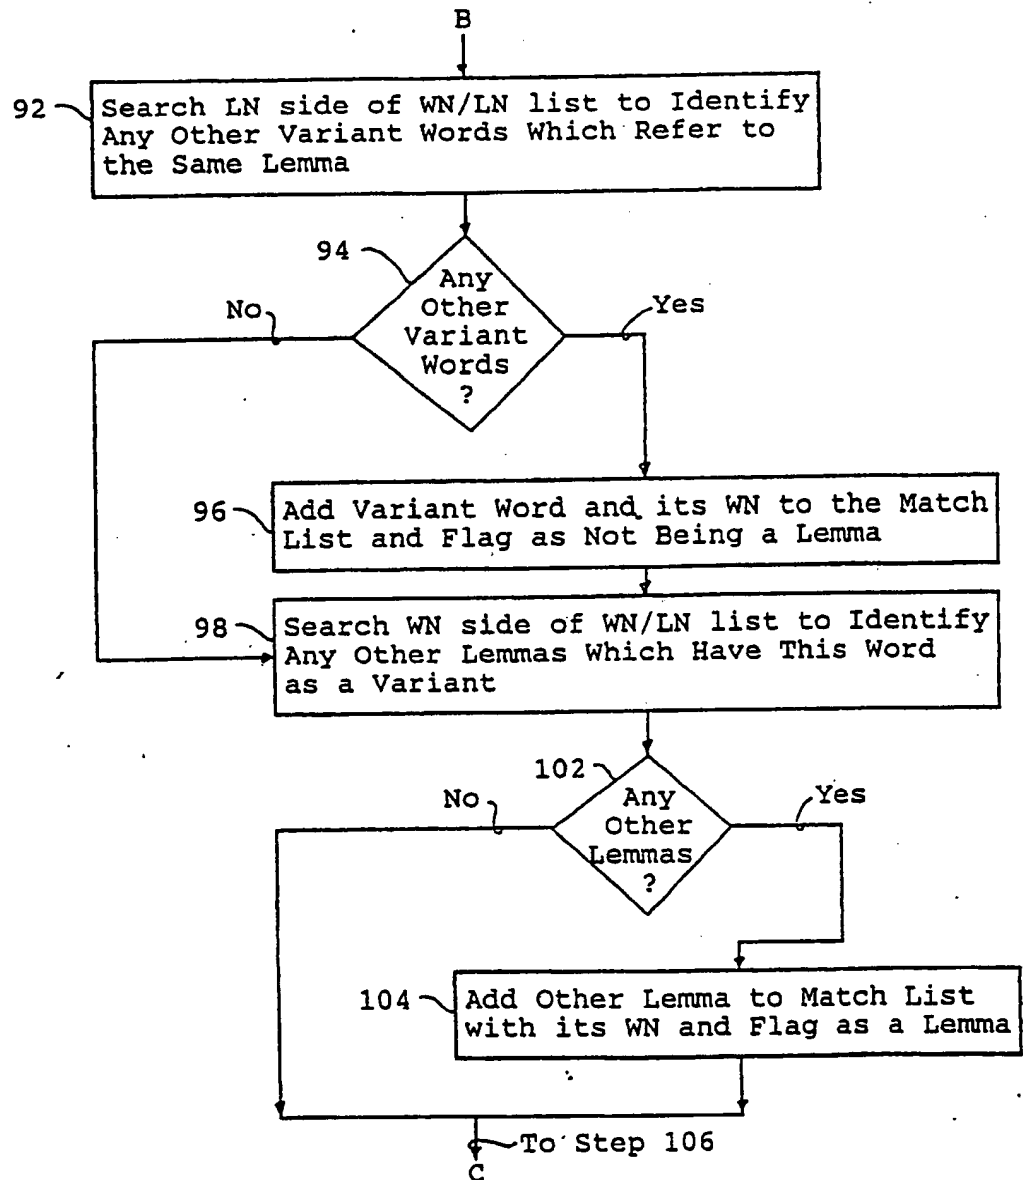 B
92
Search LN side of WN/LN list to Identify
Any Other Variant Words Which Refer to
the Same Lemma
94
Any
Other
Variant
Words
?
No
Yes
96
Add Variant Word and its WN to the Match
List and Flag as Not Being a Lemma
98
Search WN side of WN/LN list to Identify
Any Other Lemmas Which Have This Word
as a Variant
102
Any
Other
Lemmas
?
No
Yes
104
Add Other Lemma to Match List
with its WN and Flag as a Lemma
To Step 106
C